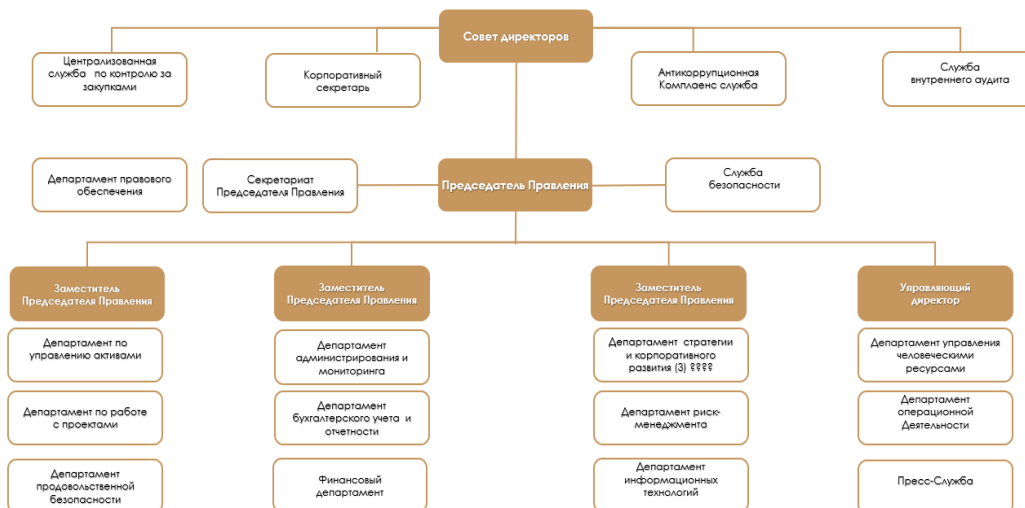 Совет директоров
Централизованная
служба по контролю за
закупками
Корпоративный
секретарь
Антикоррупционная
Комплаенс служба
Служба
внутреннего аудита
Департамент правового
обеспечения
Секретариат
Председателя Правления
Председатель Правления
Служба
безопасности
Заместитель
Председателя Правления
Заместитель
Председателя Правления
Заместитель
Председателя Правления
Управляющий
директор
Департамент по
управлению активами
Департамент
администрирования и
мониторинга
Департамент стратегии
и корпоративного
развития (3) ????
Департамент управления
человеческими
ресурсами
Департамент по работе
с проектами
Департамент
бухгалтерского учета и
отчетности
Департамент риск-
менеджмента
Департамент
операционной
Деятельности
Департамент
продовольственной
безопасности
Финансовый
департамент
Департамент
информационных
технологий
Пресс-Служба